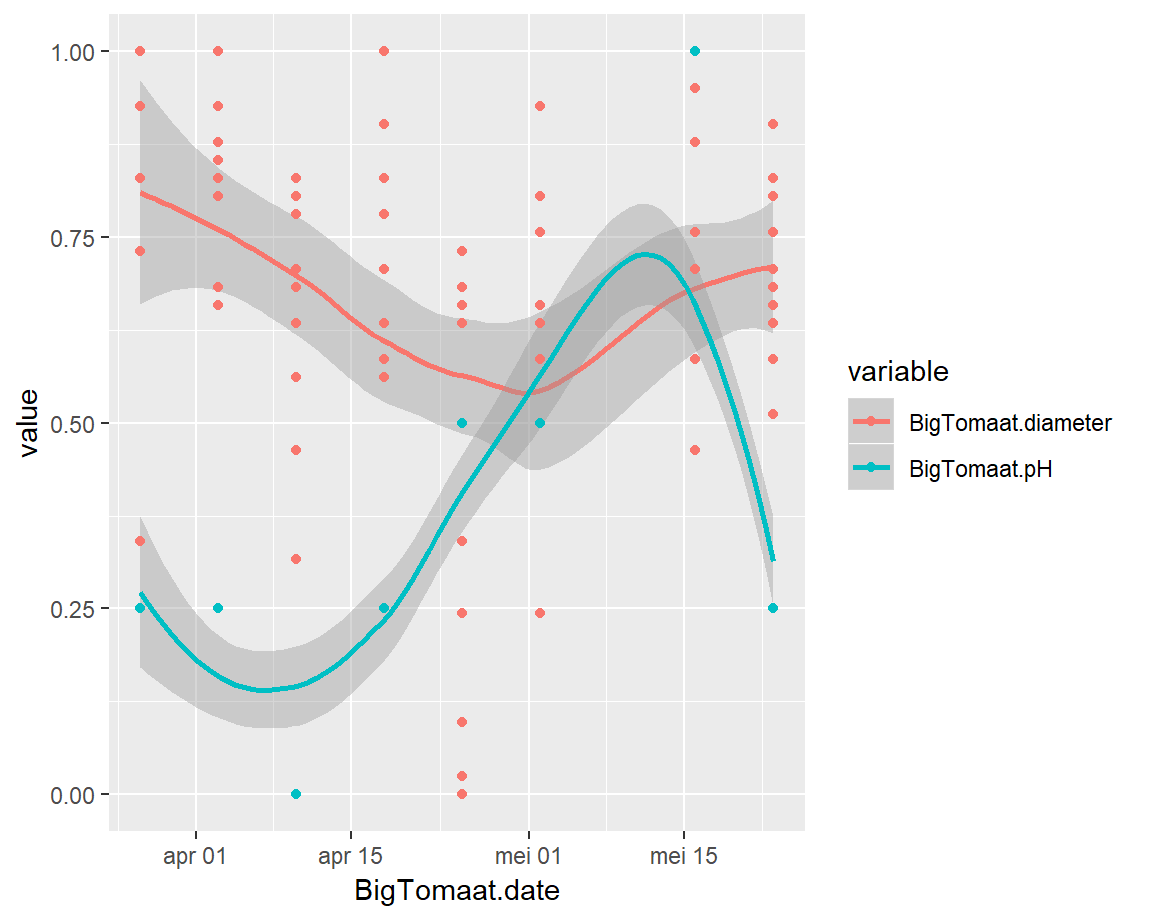 value
1.00
0.75
0.50
0.25
0.00
apr 01
apr 15
mei 01
mei 15
BigTomaat.date
variable
BigTomaat.diameter
BigTomaat.pH